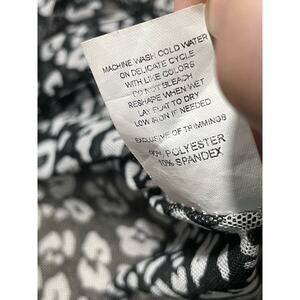 MACHINE WASH COLD WATER
ON DELICATE CYCLE
WITH LIKE COLORS
DO NOT BLEACH
RESHAPE WHEN WET
LAY FLAT TO DRY
LOW IRON IF NEEDED
EXCLUSIVE OF TRIMMINGS
90% POLYESTER
10% SPANDEX